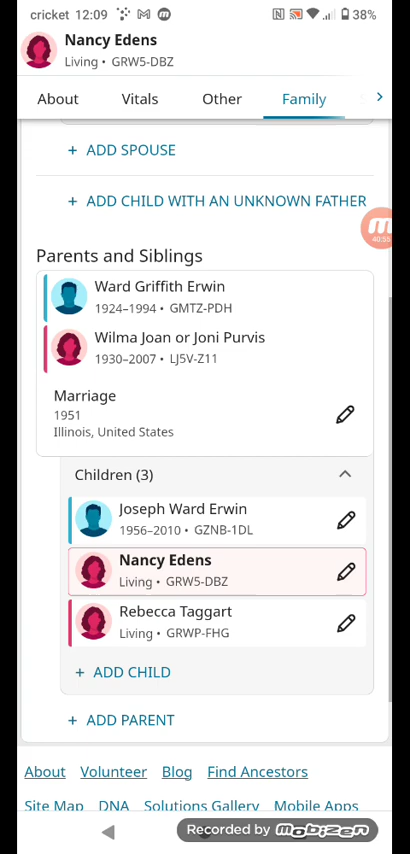 cricket 12:09 38%
Nancy Edens
Living • GRW5-DBZ
About Vitals Other Family
+ ADD SPOUSE
+ ADD CHILD WITH AN UNKNOWN FATHER
40:55
Parents and Siblings
Ward Griffith Erwin
1924–1994 • GMTZ-PDH
Wilma Joan or Joni Purvis
1930–2007 • LJ5V-Z11
Marriage
1951
Illinois, United States
Children (3)
Joseph Ward Erwin
1956–2010 • GZNB-1DL
Nancy Edens
Living • GRW5-DBZ
Rebecca Taggart
Living • GRWP-FHG
+ ADD CHILD
+ ADD PARENT
About Volunteer Blog Find Ancestors
Site Map DNA Solutions Gallery Mobile Apps
Recorded by mobizen